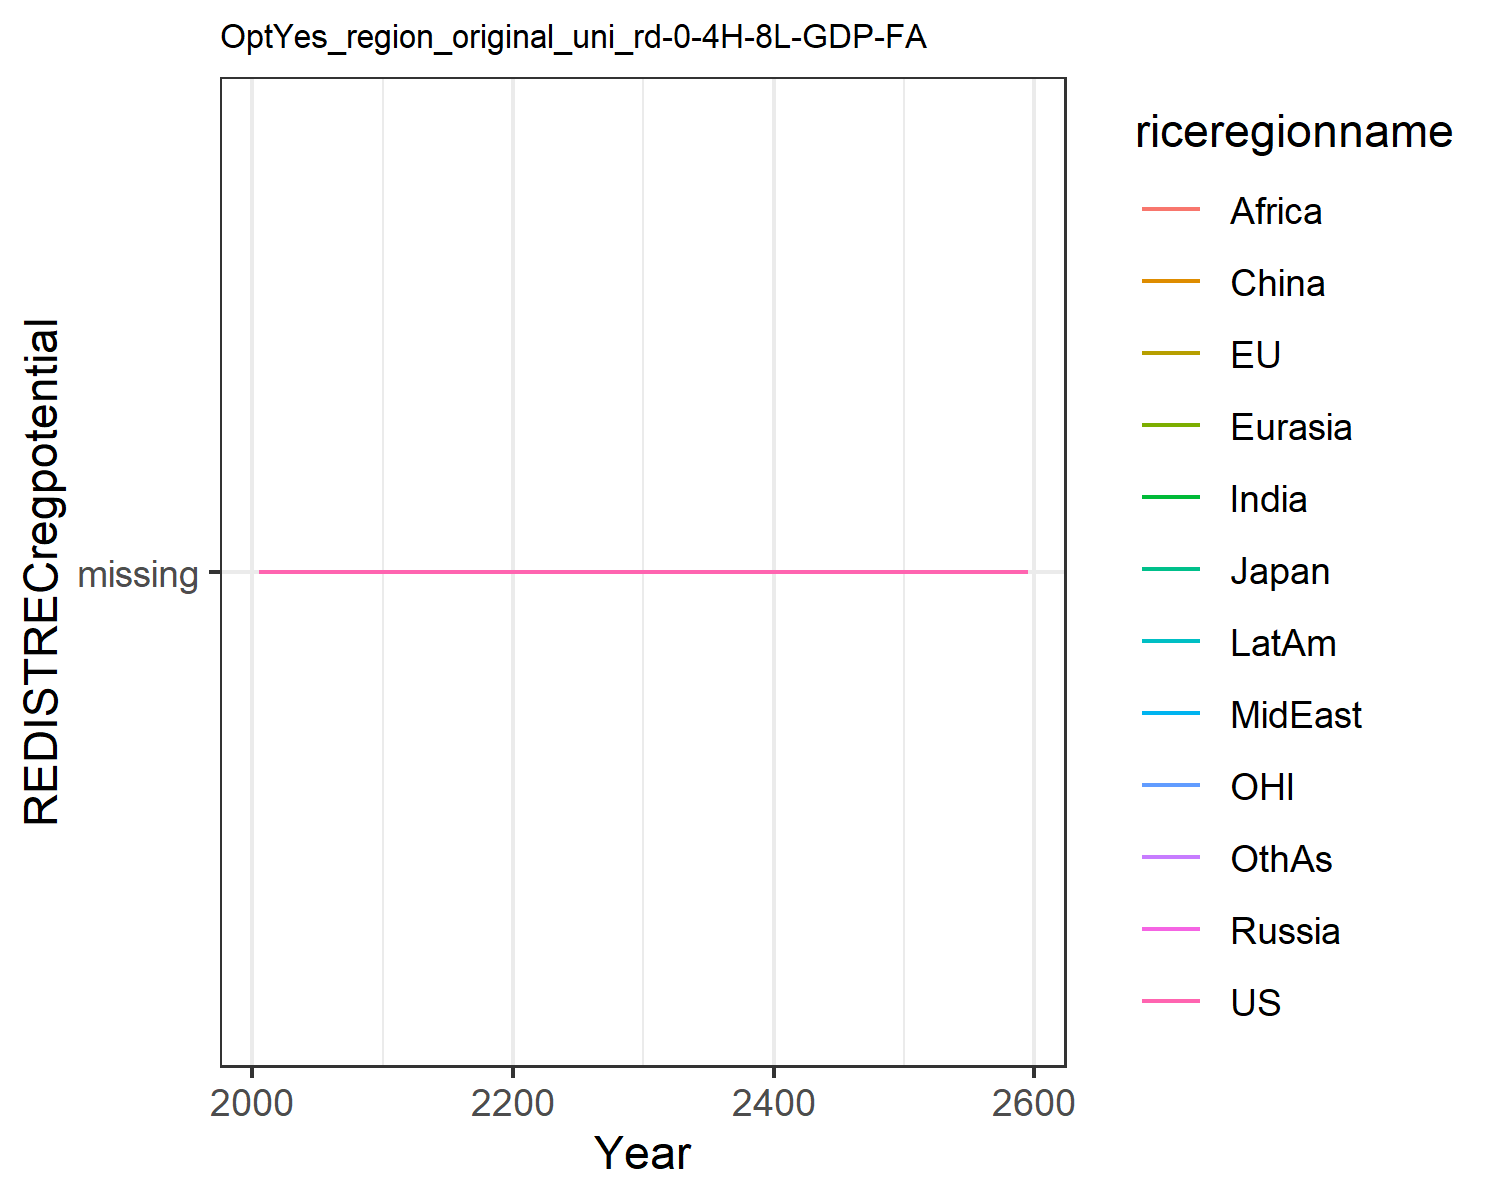 OptYes_region_original_uni_rd-0-4H-8L-GDP-FA
REDISTRECregpotential
missing
2000
2200
2400
2600
Year
riceregionname
Africa
China
EU
Eurasia
India
Japan
LatAm
MidEast
OHI
OthAs
Russia
US